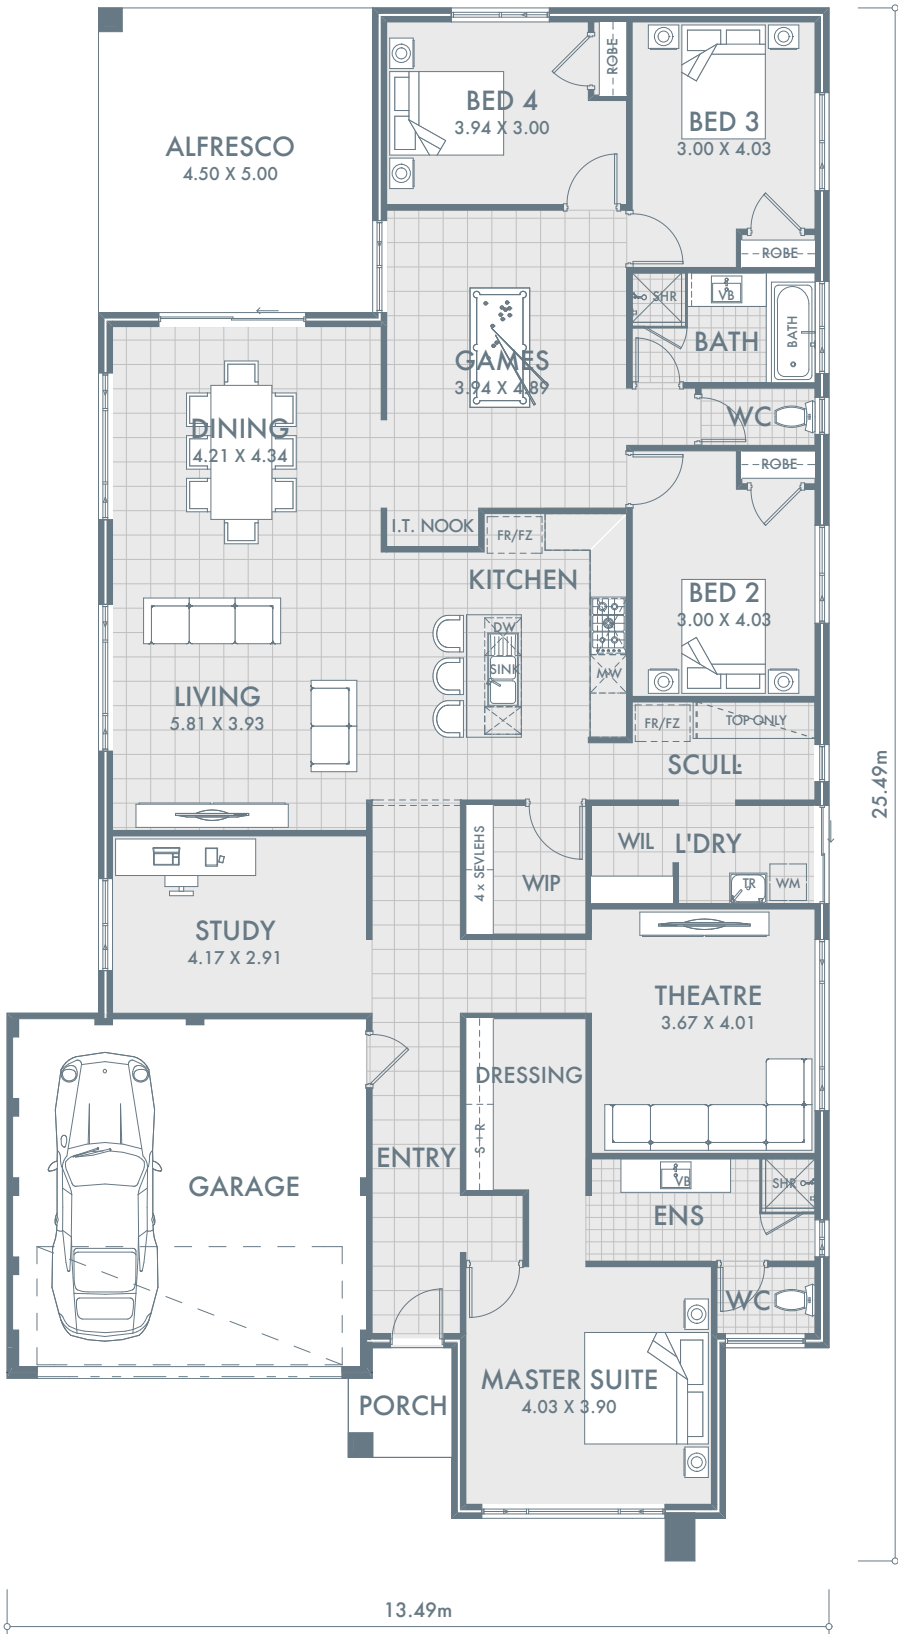 BED 4
3.94 X 3.00
ROBE
BED 3
3.00 X 4.03
ROBE
ALFRESCO
4.50 X 5.00
SHR
VB
BATH
BATH
GAMES
3.94 X 4.89
WC
DINING
4.21 X 4.34
ROBE
I.T. NOOK
FR/FZ
KITCHEN
BED 2
3.00 X 4.03
DW
SINK
MW
LIVING
5.81 X 3.93
FR/FZ
TOP ONLY
SCULL.
25.49m
4 x SEVLEHS
WIP
WIL
L'DRY
TR
WM
STUDY
4.17 X 2.91
THEATRE
3.67 X 4.01
DRESSING
S+R
ENTRY
GARAGE
VB
SHR
ENS
WC
MASTER SUITE
4.03 X 3.90
PORCH
13.49m